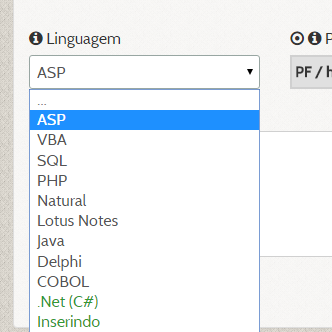 Linguagem
ASP
PF /
...
ASP
VBA
SQL
PHP
Natural
Lotus Notes
Java
Delphi
COBOL
.Net (C#)
Inserindo